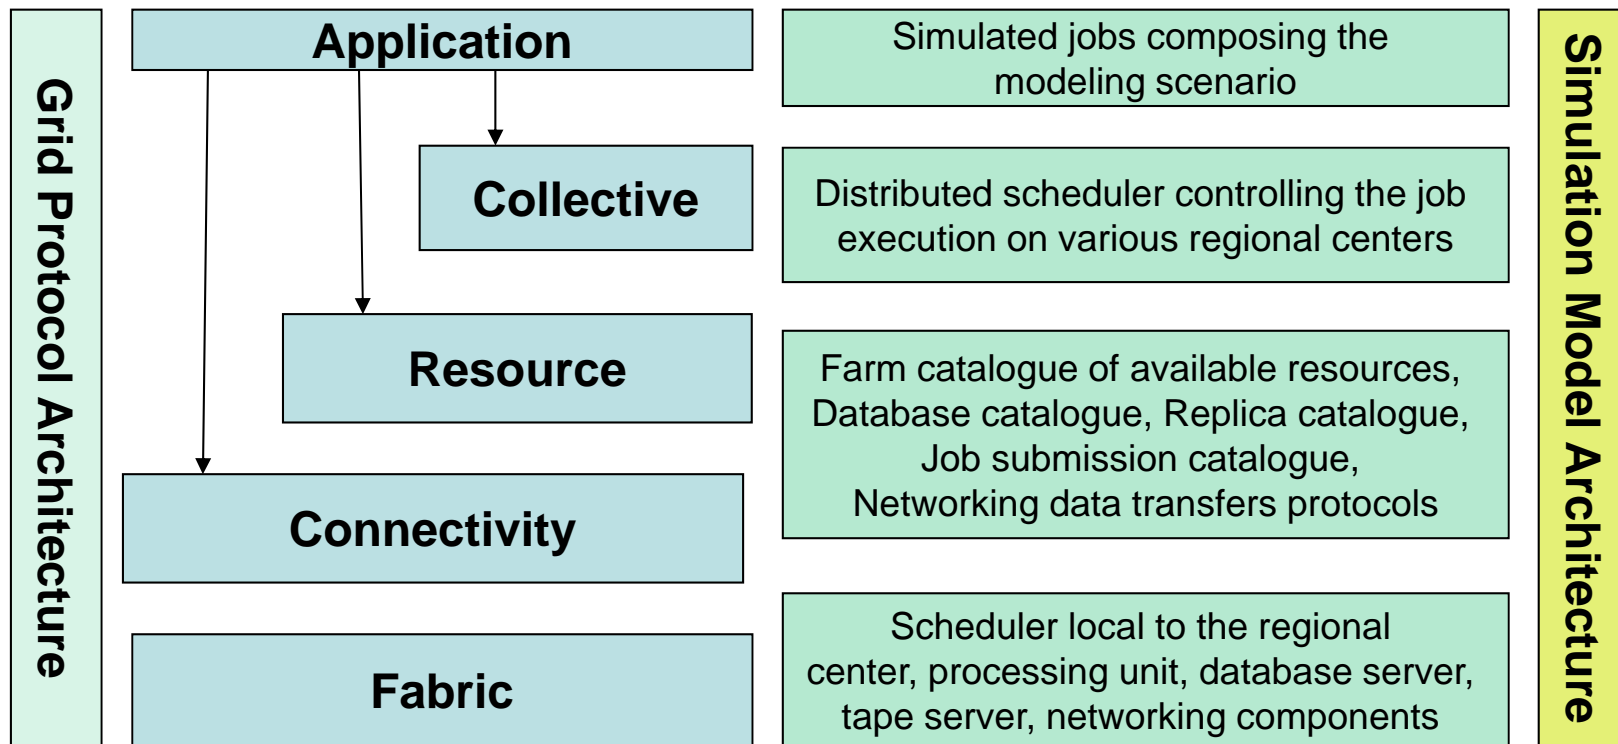 Grid Protocol Architecture
Application
Collective
Resource
Connectivity
Fabric
Simulated jobs composing the
modeling scenario
Distributed scheduler controlling the job
execution on various regional centers
Farm catalogue of available resources,
Database catalogue, Replica catalogue,
Job submission catalogue,
Networking data transfers protocols
Scheduler local to the regional
center, processing unit, database server,
tape server, networking components
Simulation Model Architecture